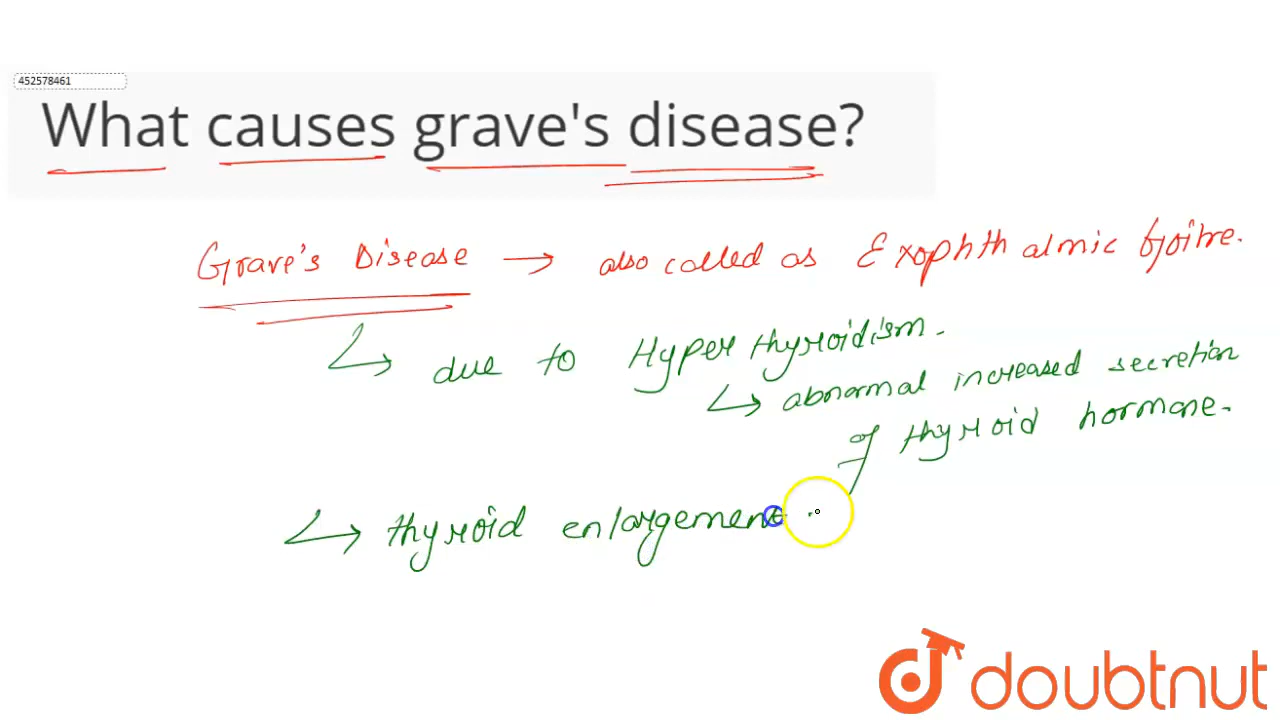 452578461
What causes grave's disease?
Grave's Disease → also called as Exophthalmic Goitre.
↳ due to Hyperthyroidism.
↳ abnormal increased secretion
of thyroid hormone.
↳ thyroid enlargement
doubtnut